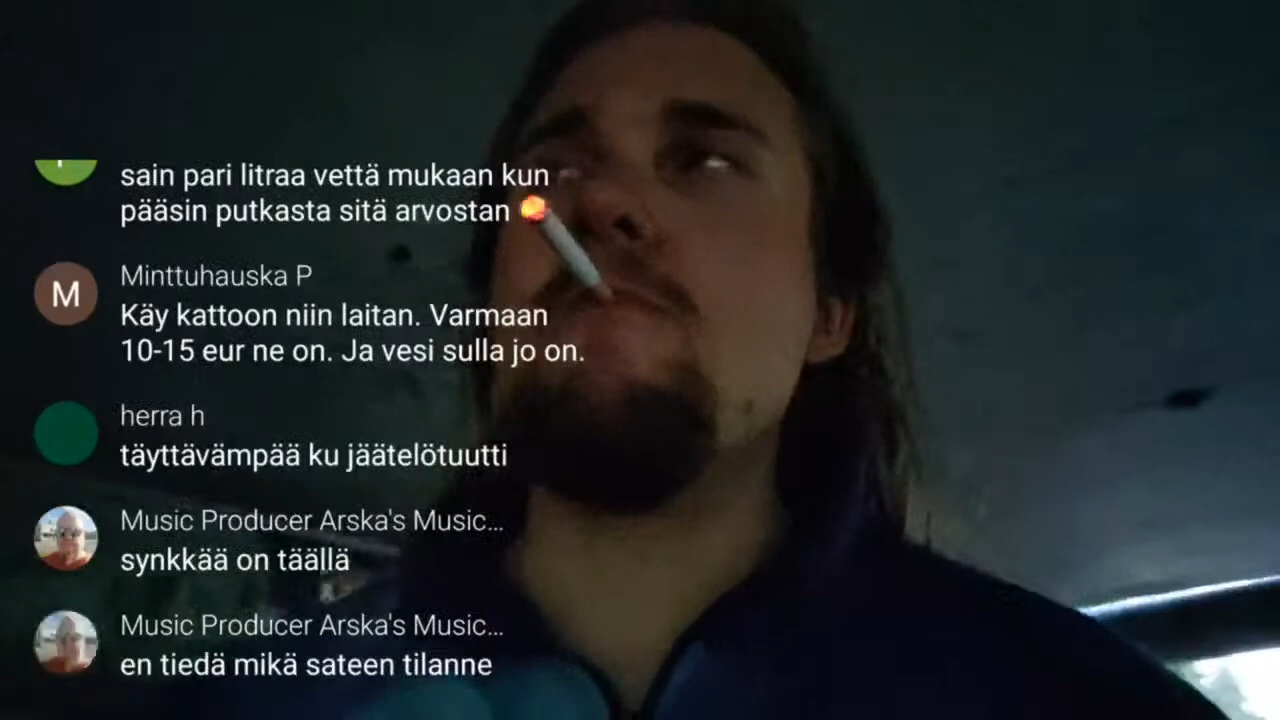 sain pari litraa vettä mukaan kun
pääsin putkasta sitä arvostan
M
Minttuhauska P
Käy kattoon niin laitan. Varmaan
10-15 eur ne on. Ja vesi sulla jo on.
herra h
täyttävämpää ku jäätelötuutti
Music Producer Arska's Music...
synkkää on täällä
Music Producer Arska's Music...
en tiedä mikä sateen tilanne